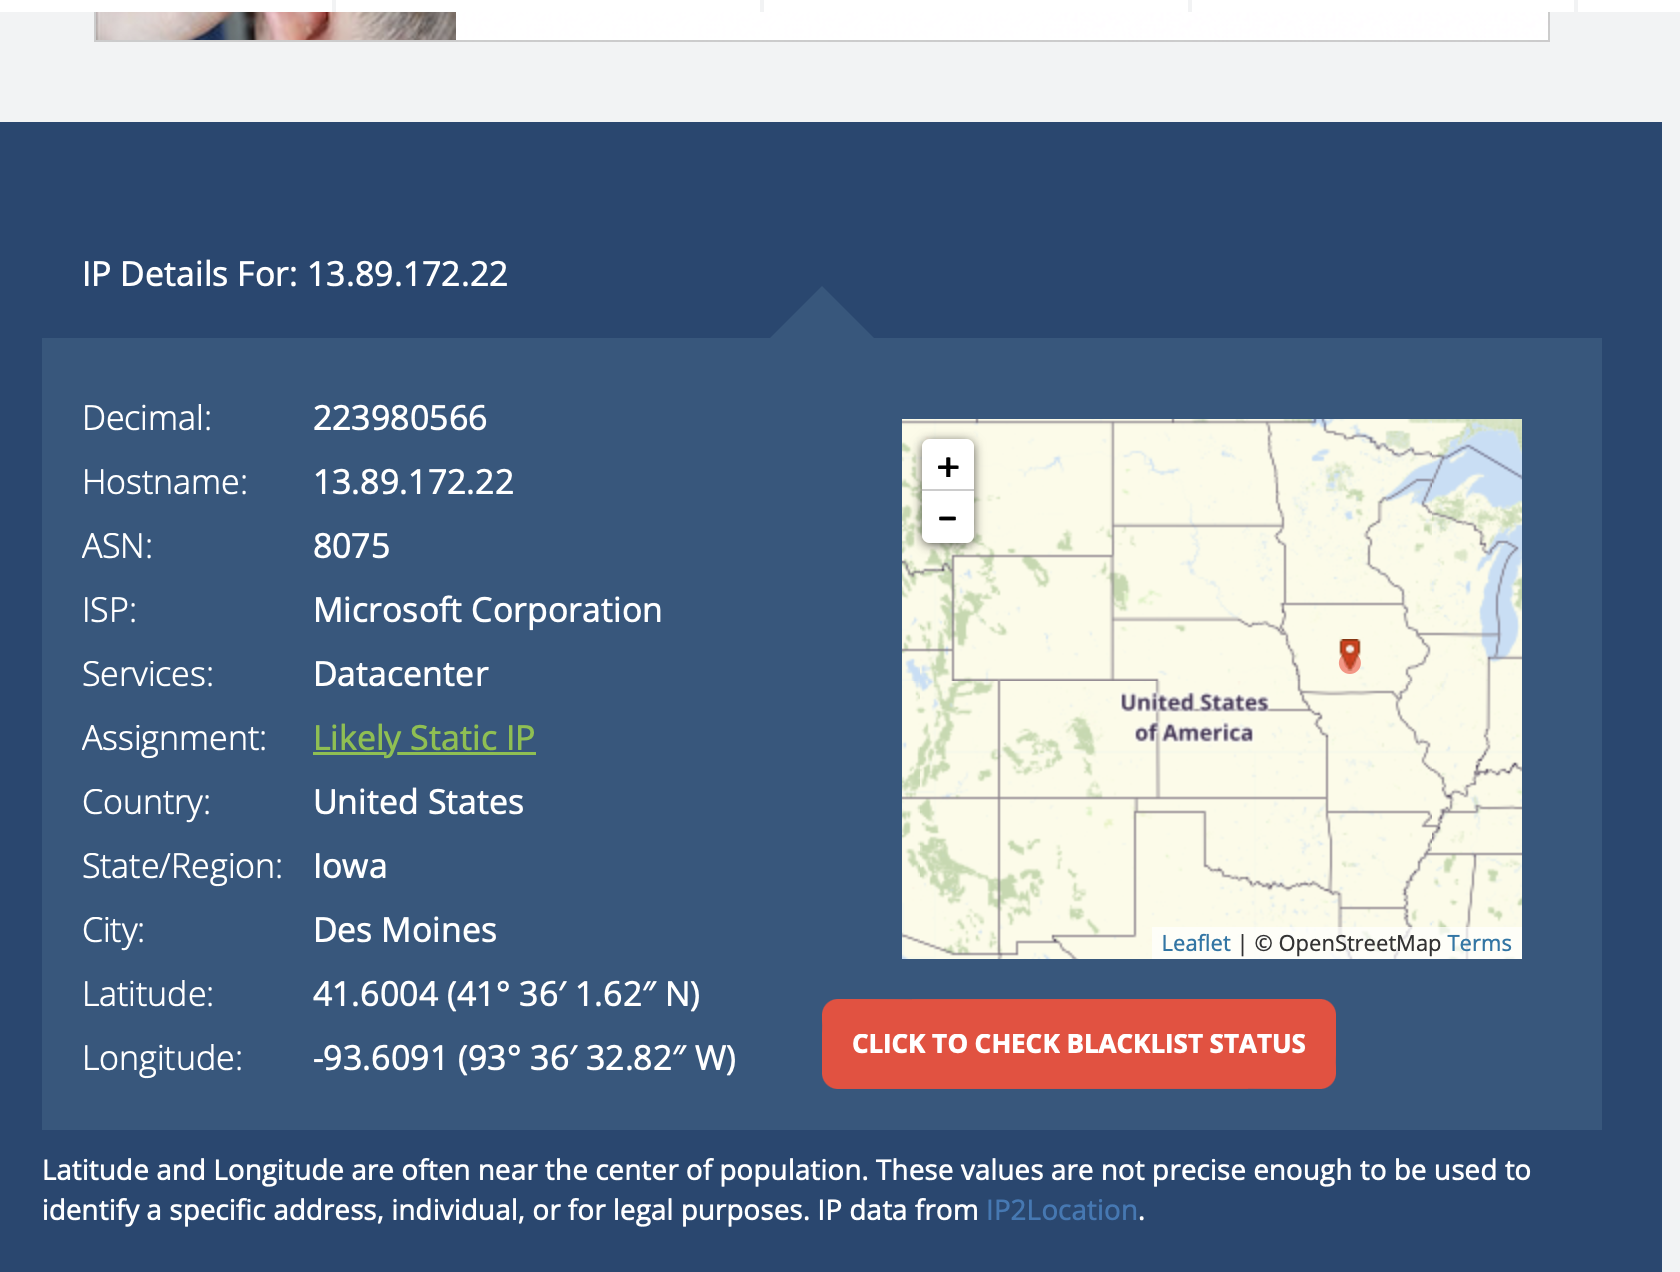 IP Details For: 13.89.172.22
Decimal: 223980566
Hostname: 13.89.172.22
ASN: 8075
ISP: Microsoft Corporation
Services: Datacenter
Assignment: Likely Static IP
Country: United States
State/Region: Iowa
City: Des Moines
Latitude: 41.6004 (41° 36′ 1.62″ N)
Longitude: -93.6091 (93° 36′ 32.82″ W)
+
−
United States
of America
Leaflet | © OpenStreetMap Terms
CLICK TO CHECK BLACKLIST STATUS
Latitude and Longitude are often near the center of population. These values are not precise enough to be used to
identify a specific address, individual, or for legal purposes. IP data from IP2Location.